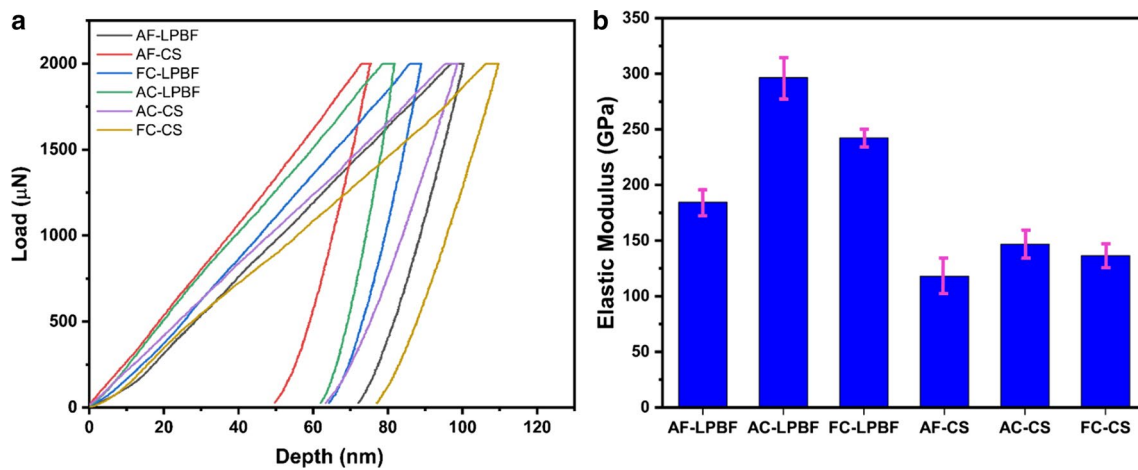 a
AF-LPBF
AF-CS
FC-LPBF
AC-LPBF
AC-CS
FC-CS
Load (μN)
2000
1500
1000
500
0
0 20 40 60 80 100 120
Depth (nm)
b
Elastic Modulus (GPa)
350
300
250
200
150
100
50
0
AF-LPBF AC-LPBF FC-LPBF AF-CS AC-CS FC-CS